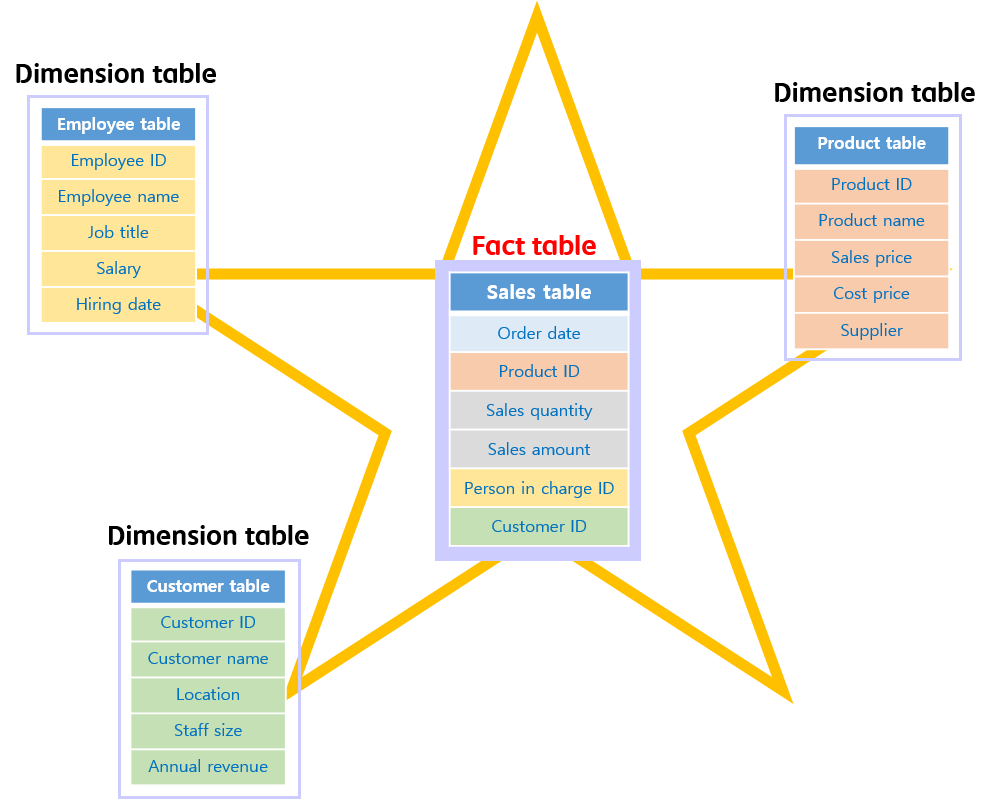 Dimension table
Employee table
Employee ID
Employee name
Job title
Salary
Hiring date
Dimension table
Product table
Product ID
Product name
Sales price
Cost price
Supplier
Fact table
Sales table
Order date
Product ID
Sales quantity
Sales amount
Person in charge ID
Customer ID
Dimension table
Customer table
Customer ID
Customer name
Location
Staff size
Annual revenue